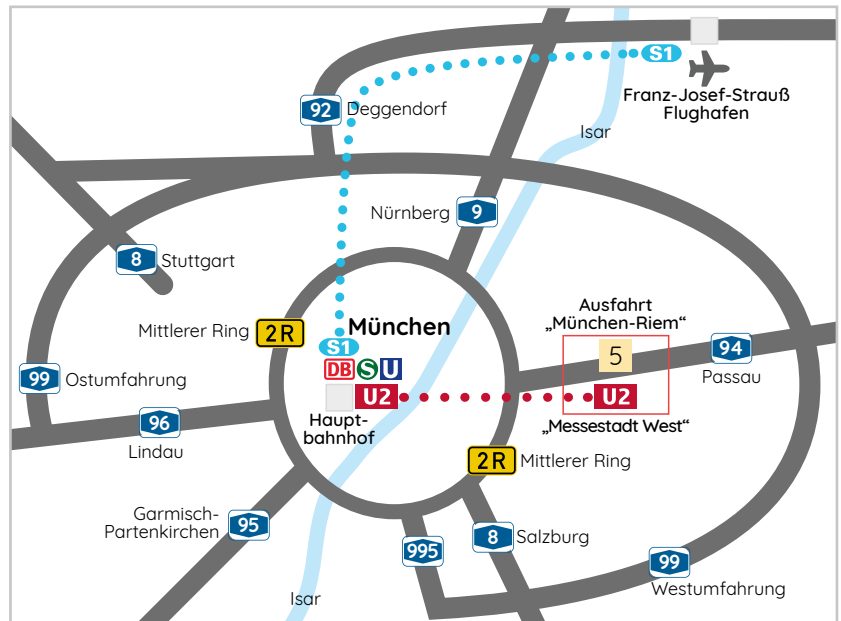 S1
Franz-Josef-Strauß
Flughafen
92
Deggendorf
Isar
Nürnberg
9
8
Stuttgart
Ausfahrt
„München-Riem“
Mittlerer Ring
2R
München
S1
5
94
Passau
DB S U
99
Ostumfahrung
U2
U2
Haupt-
bahnhof
„Messestadt West“
96
Lindau
2R
Mittlerer Ring
Garmisch-
Partenkirchen
95
995
8
Salzburg
99
Westumfahrung
Isar